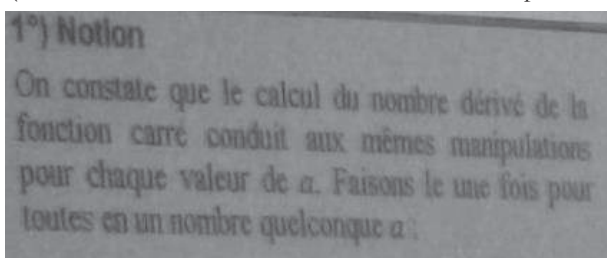 1°) Notion
On constate que le calcul du nombre dérivé de la
fonction carré conduit aux mêmes manipulations
pour chaque valeur de a. Faisons le une fois pour
toutes en un nombre quelconque a :